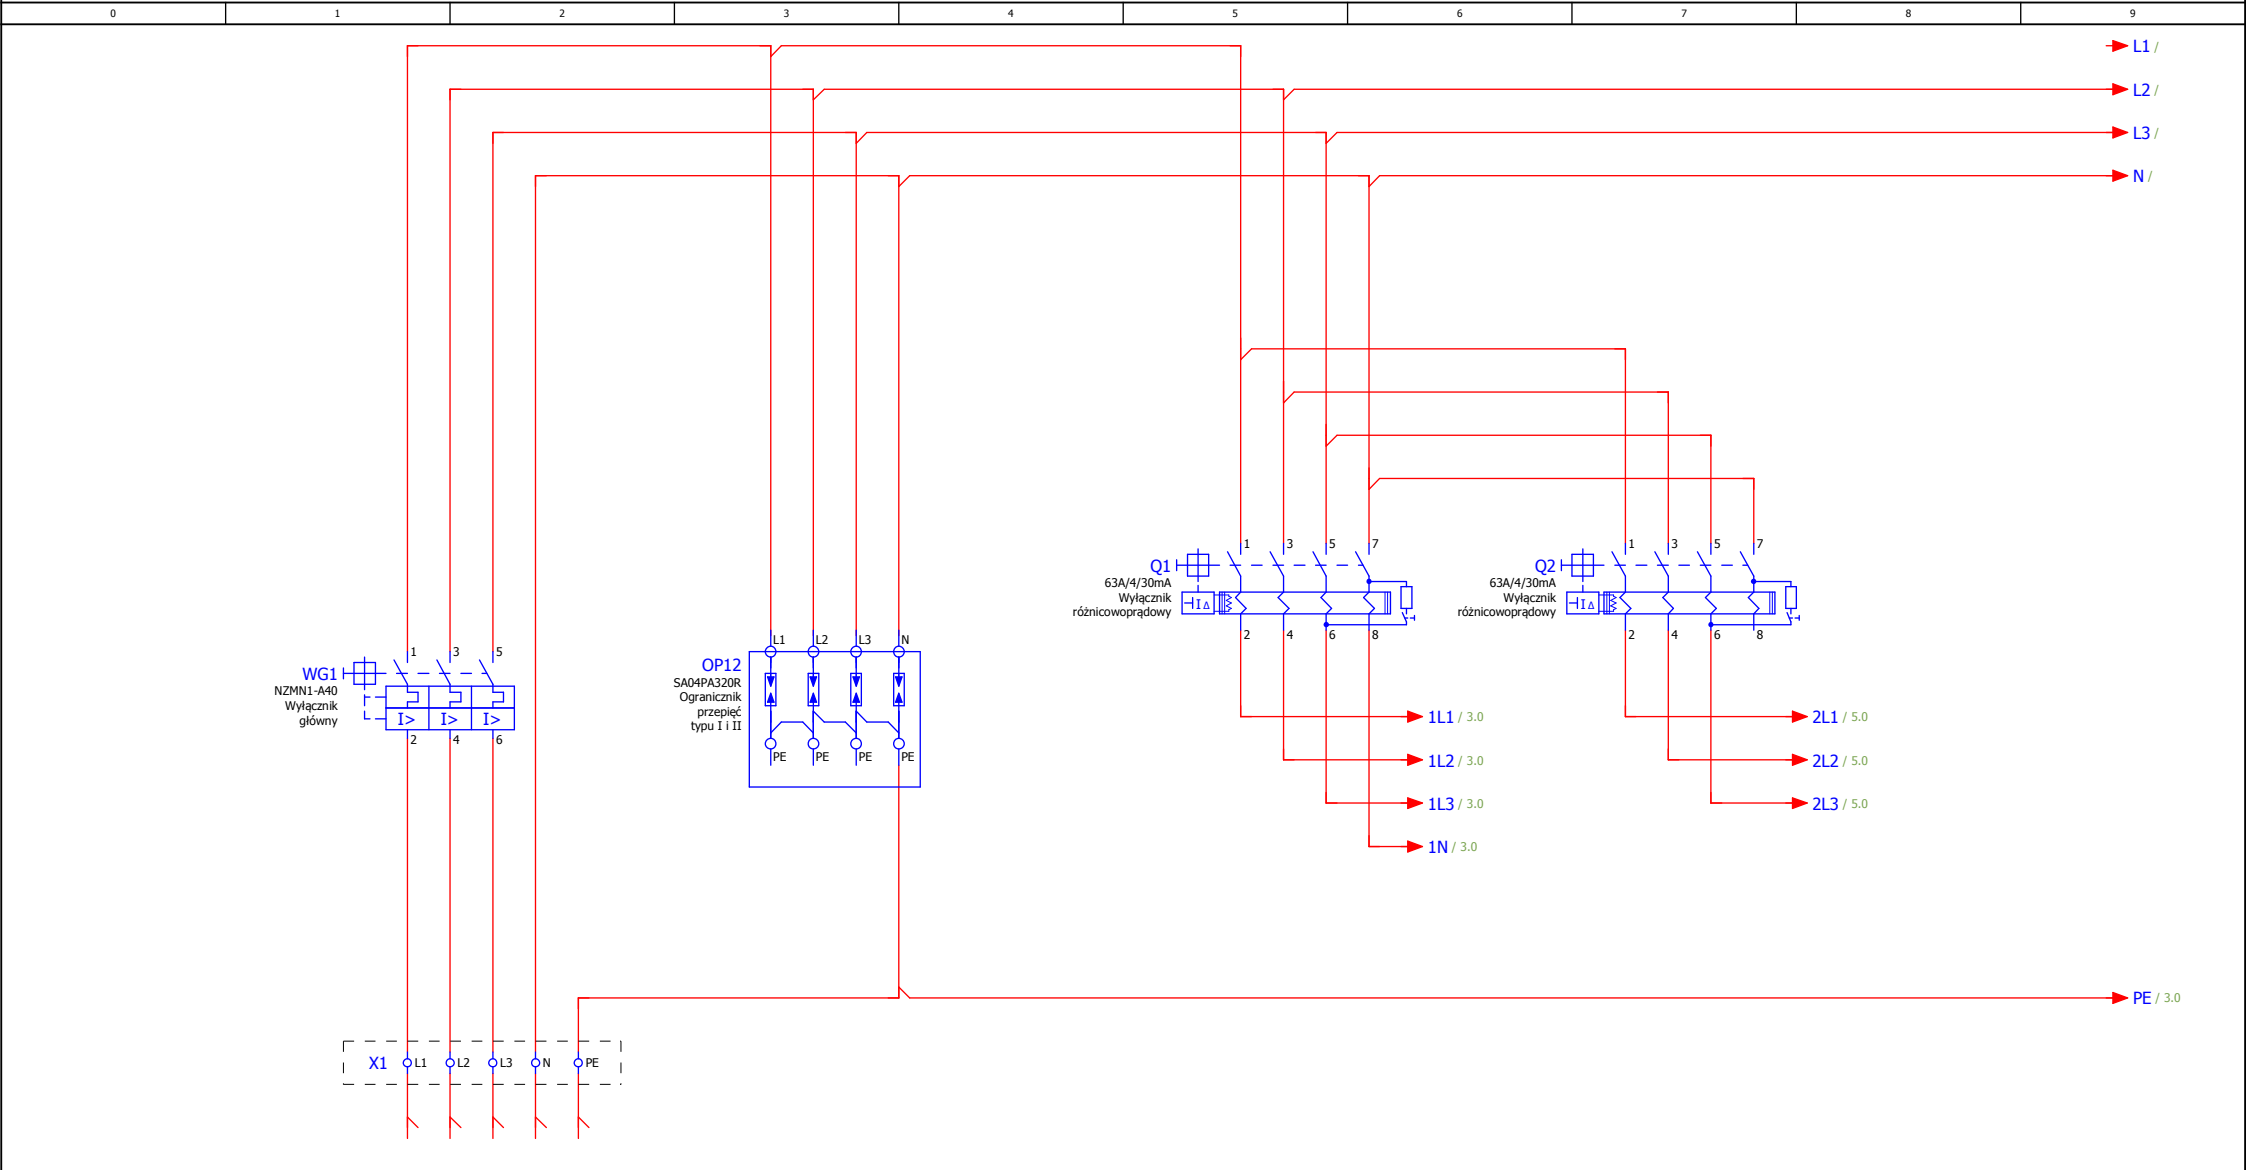 0 1 2 3 4 5 6 7 8 9
L1 /
L2 /
L3 /
N /
Q1
63A/4/30mA
Wyłącznik
różnicowoprądowy
1 3 5 7
I Δ
2 4 6 8
Q2
63A/4/30mA
Wyłącznik
różnicowoprądowy
1 3 5 7
I Δ
2 4 6 8
WG1
NZMN1-A40
Wyłącznik
główny
1 3 5
I> I> I>
2 4 6
OP12
SA04PA320R
Ogranicznik
przepięć
typu I i II
L1 L2 L3 N
PE PE PE PE
1L1 / 3.0
1L2 / 3.0
1L3 / 3.0
1N / 3.0
2L1 / 5.0
2L2 / 5.0
2L3 / 5.0
PE / 3.0
X1 L1 L2 L3 N PE